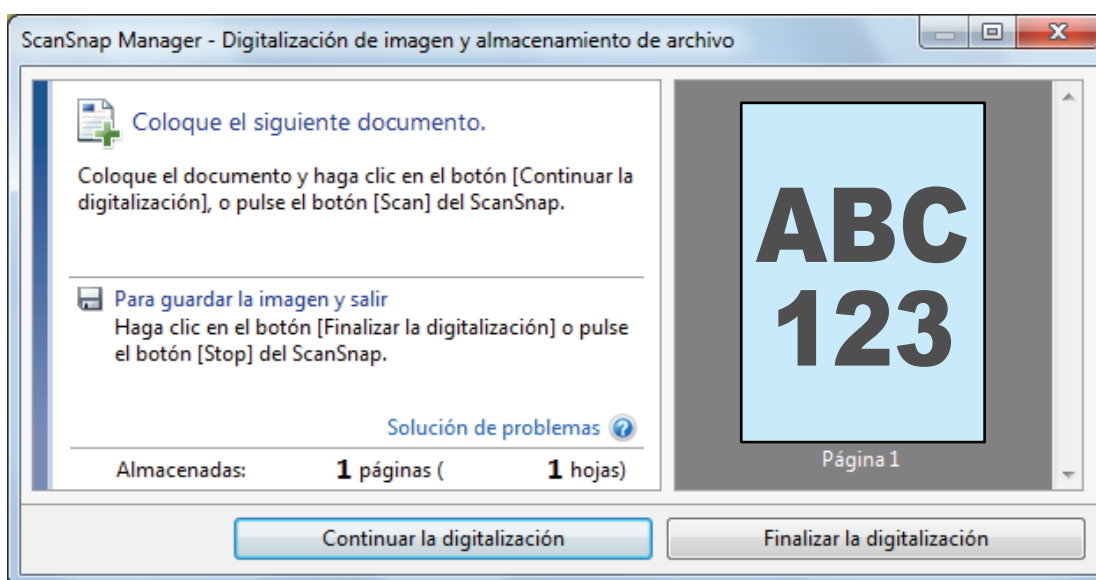 ScanSnap Manager - Digitalización de imagen y almacenamiento de archivo
Coloque el siguiente documento.
Coloque el documento y haga clic en el botón [Continuar la
digitalización], o pulse el botón [Scan] del ScanSnap.
Para guardar la imagen y salir
Haga clic en el botón [Finalizar la digitalización] o pulse
el botón [Stop] del ScanSnap.
Solución de problemas
Almacenadas: 1 páginas ( 1 hojas)
ABC
123
Página 1
Continuar la digitalización
Finalizar la digitalización